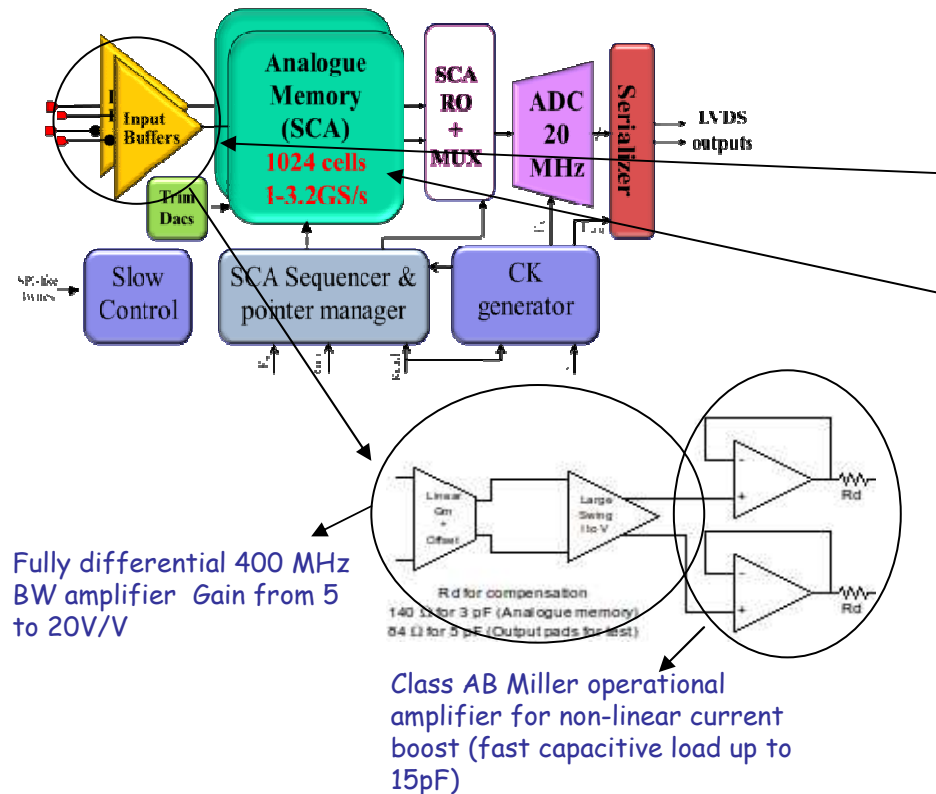 Input
Buffers
Analogue
Memory
(SCA)
1024 cells
1-3.2GS/s
SCA
RO
+
MUX
ADC
20
MHz
Serializer
LVDS
outputs
Trim
Dacs
Slow
Control
SCA Sequencer &
pointer manager
CK
generator
Linear
Gm
+
Offset
Large
Swing
I to V
-
+
Rd
-
+
Rd
Rd for compensation
140 Ω for 3 pF (Analogue memory)
84 Ω for 5 pF (Output pads for test)
Fully differential 400 MHz
BW amplifier Gain from 5
to 20V/V
Class AB Miller operational
amplifier for non-linear current
boost (fast capacitive load up to
15pF)